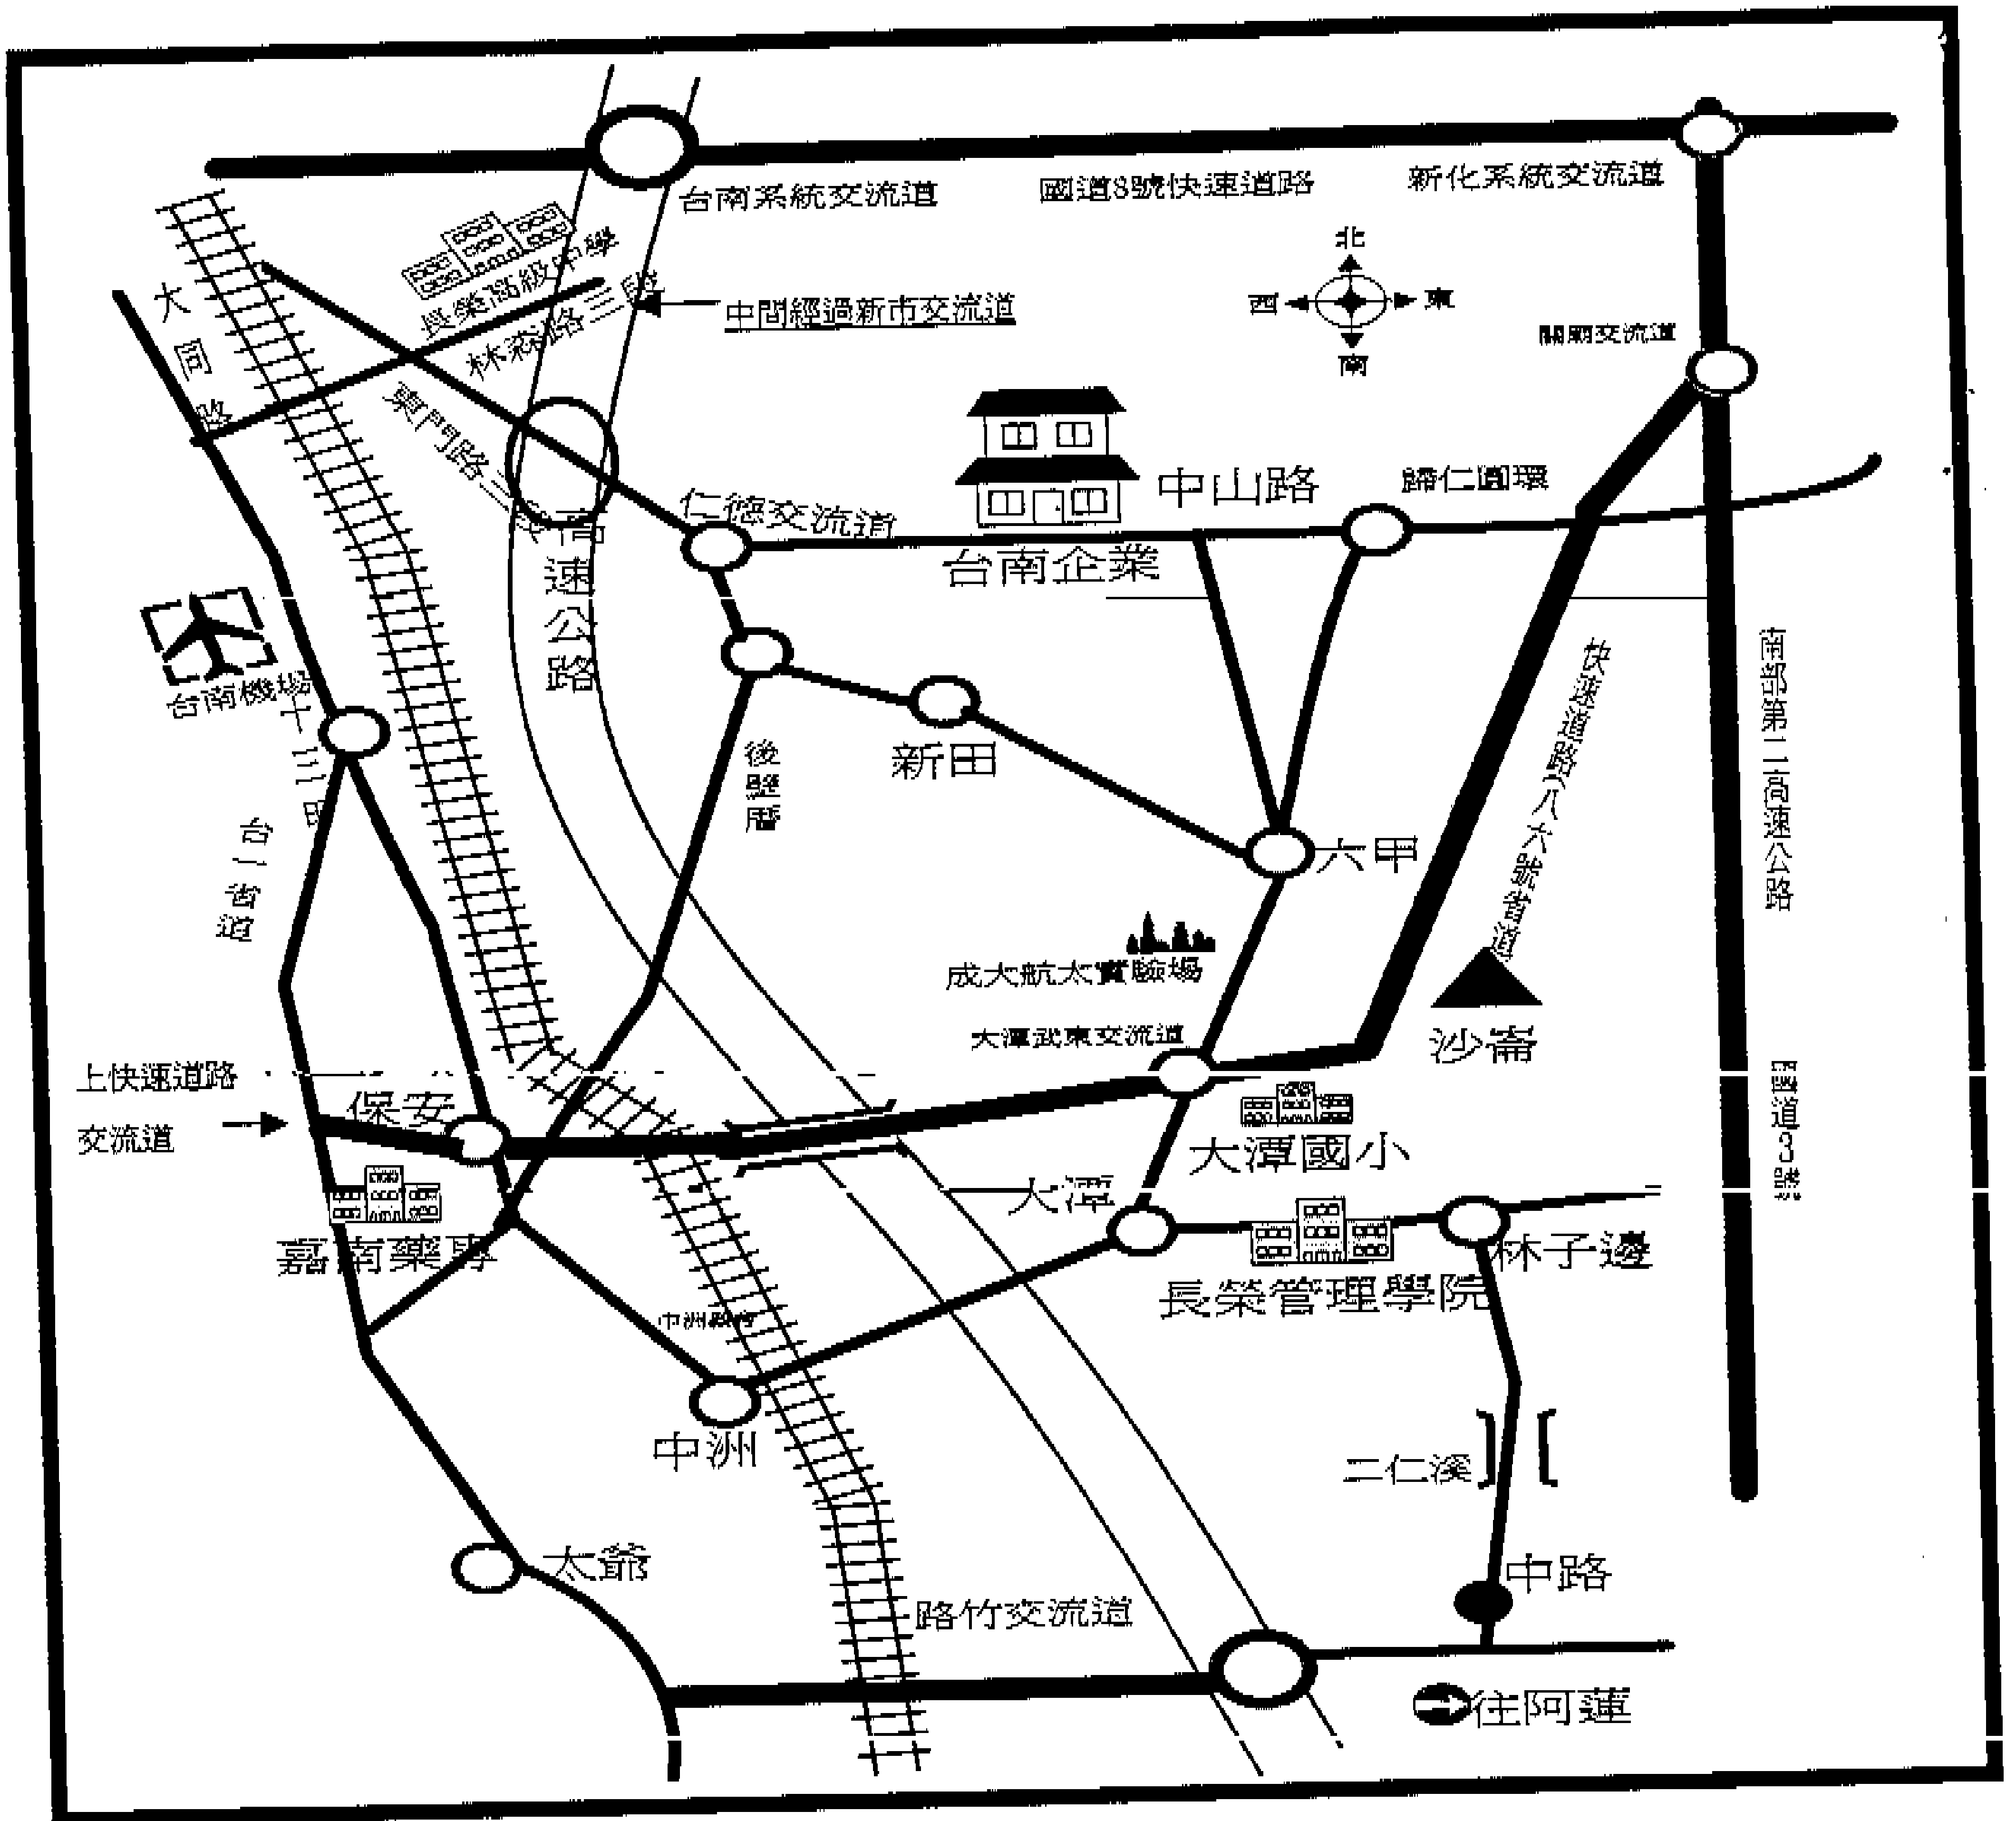 台南系統交流道
國道8號快速道路
新化系統交流道
長榮高級中學
林森路三段
中間經過新市交流道
北
西
東
南
關廟交流道
大同路
東門路三段
仁德交流道
中山路
歸仁圓環
台南企業
高速公路
台南機場
新田
後壁厝
六甲
快速道路八六號省道
南部第二高速公路
台一省道
成大航太實驗場
大潭武東交流道
沙崙
上快速道路
交流道
保安
大潭國小
國道3號
大潭
嘉南藥專
長榮管理學院
林子邊
中洲
二仁溪
太爺
中路
路竹交流道
往阿蓮